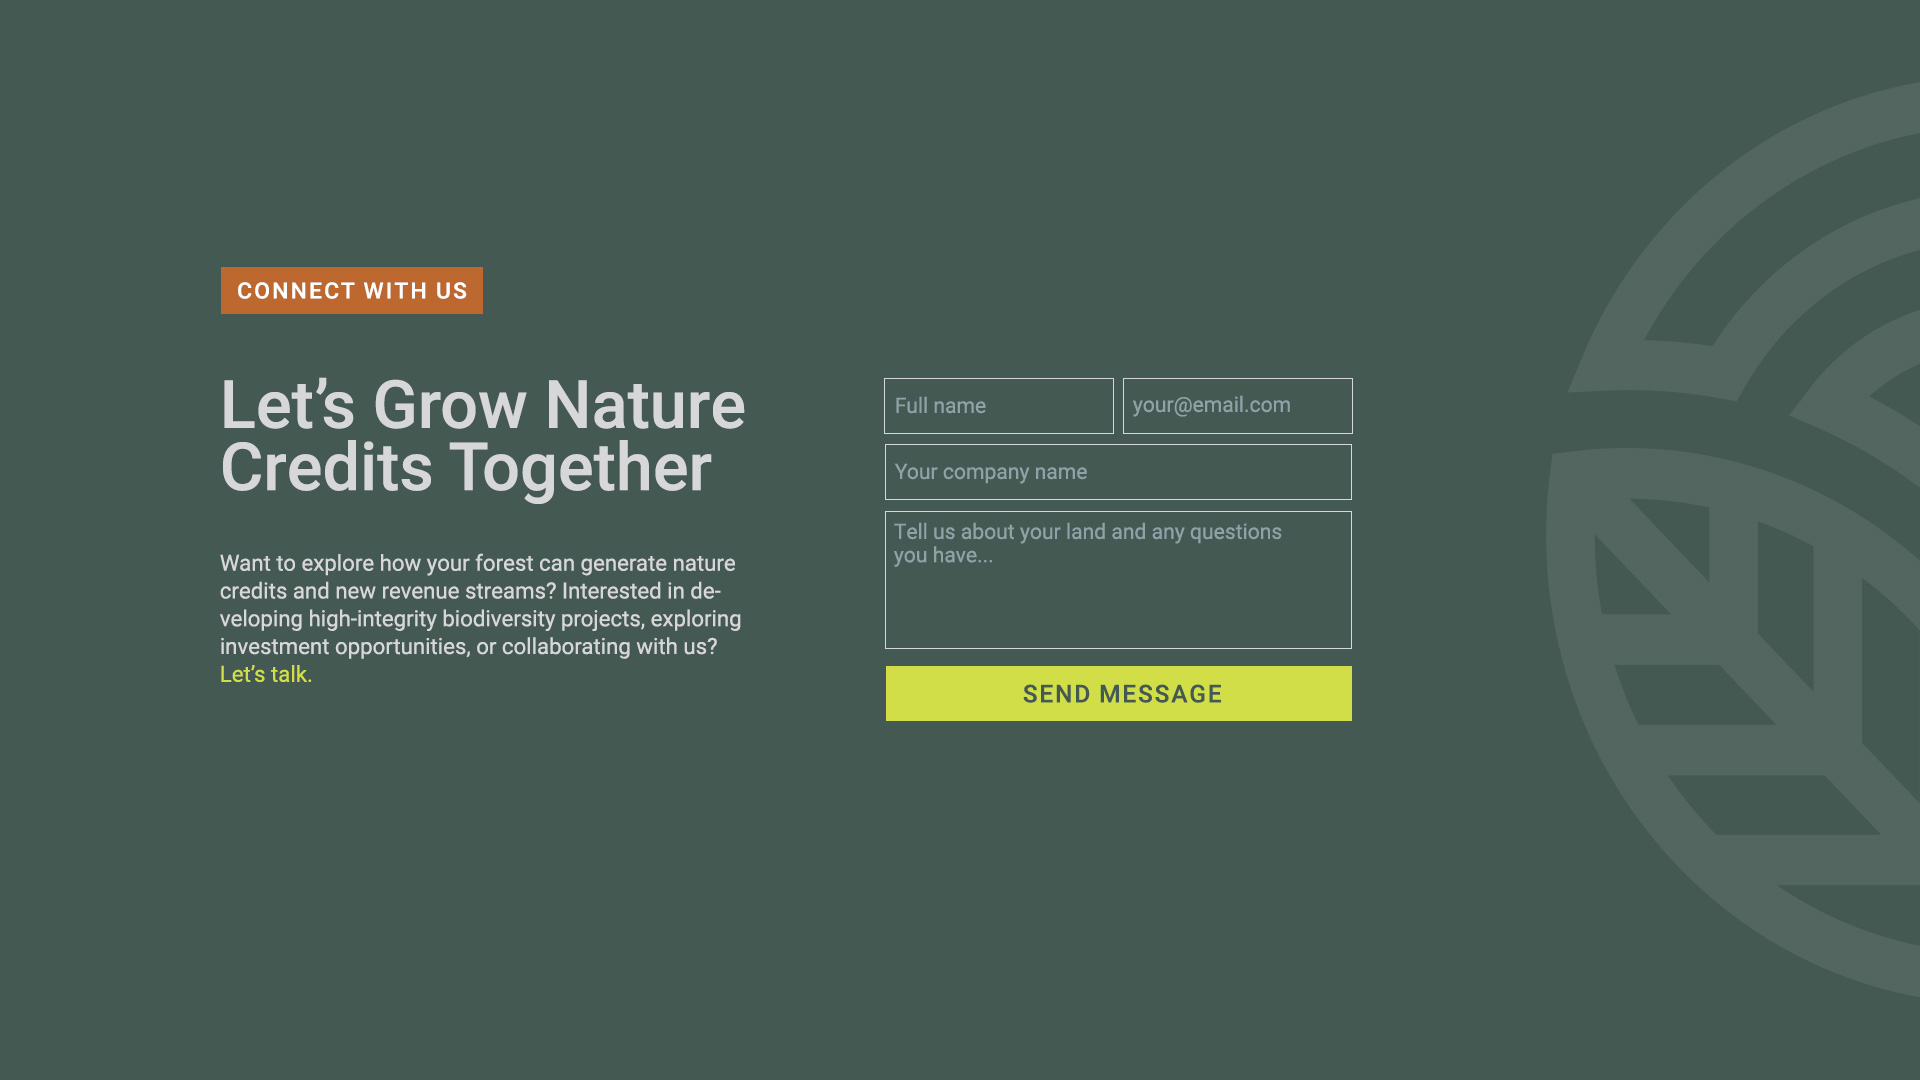 CONNECT WITH US
Let’s Grow Nature
Credits Together
Want to explore how your forest can generate nature
credits and new revenue streams? Interested in de-
veloping high-integrity biodiversity projects, exploring
investment opportunities, or collaborating with us?
Let’s talk.
Full name
your@email.com
Your company name
Tell us about your land and any questions
you have...
SEND MESSAGE